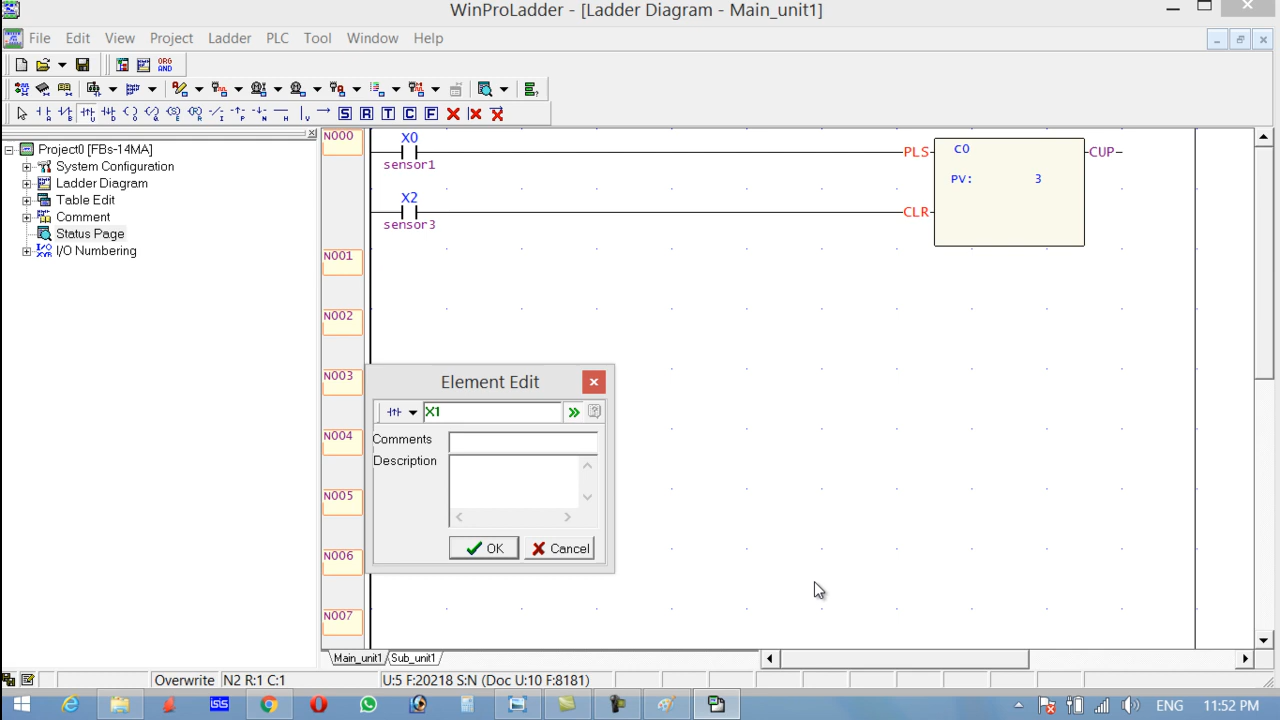 WinProLadder - [Ladder Diagram - Main_unit1]
File Edit View Project Ladder PLC Tool Window Help
ORG
AND
S R T C F
Project0 [FBs-14MA]
System Configuration
Ladder Diagram
Table Edit
Comment
Status Page
I/O Numbering
N000
X0
sensor1
PLS
C0
CUP
PV: 3
X2
sensor3
CLR
N001
N002
N003
N004
N005
N006
N007
Element Edit
X1
Comments
Description
OK
Cancel
Main_unit1 Sub_unit1
Overwrite N2 R:1 C:1 U:5 F:20218 S:N (Doc U:10 F:8181)
ISIS
ENG 11:52 PM